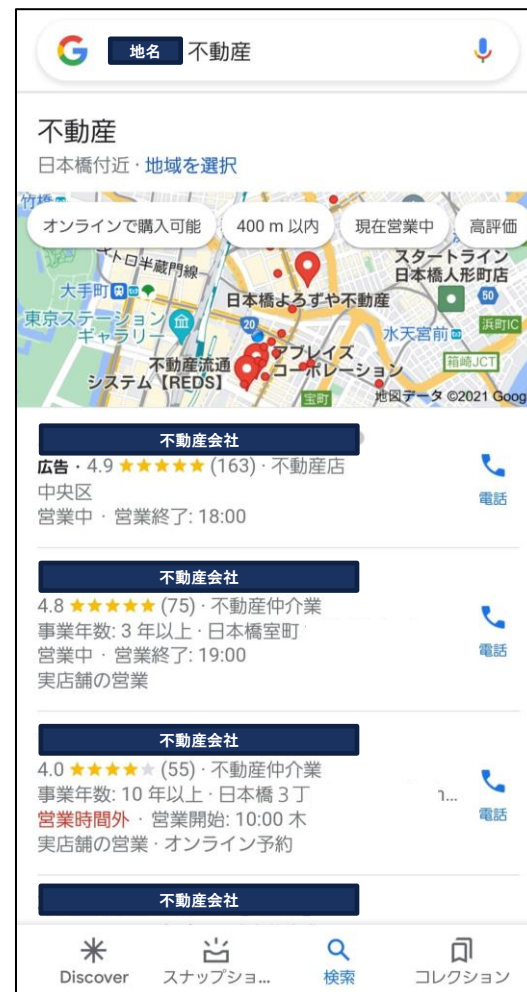 地名 不動産
不動産
日本橋付近・地域を選択
オンラインで購入可能
400 m 以内
現在営業中
高評価
竹橋
トロ半蔵門線
スタートライン
日本橋人形町店
大手町
50
日本橋よろずや不動産
東京ステーション
ギャラリー
20
水天宮前
浜町IC
不動産流通
システム【REDS】
アブレイズ
コーポレーション
箱崎JCT
宝町
地図データ ©2021 Goog
不動産会社
広告・4.9 ★★★★★ (163)・不動産店
中央区
営業中・営業終了: 18:00
電話
不動産会社
4.8 ★★★★★ (75)・不動産仲介業
事業年数: 3 年以上・日本橋室町
営業中・営業終了: 19:00
実店舗の営業
電話
不動産会社
4.0 ★★★★★ (55)・不動産仲介業
事業年数: 10 年以上・日本橋3丁
営業時間外・営業開始: 10:00 木
実店舗の営業・オンライン予約
電話
不動産会社
Discover
スナップショ...
検索
コレクション